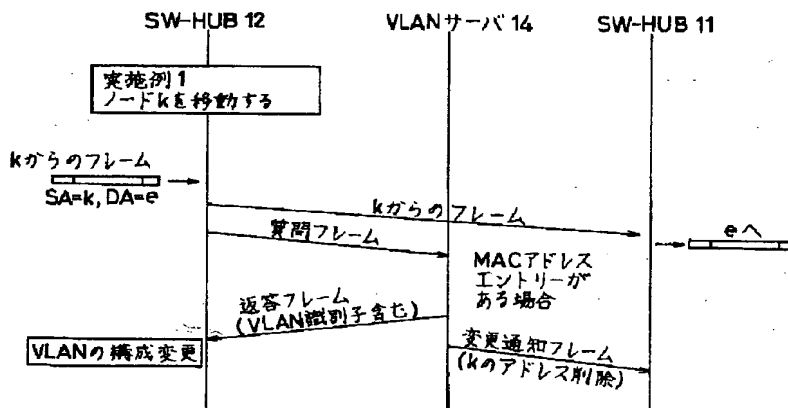 SW-HUB 12
VLANサーバ 14
SW-HUB 11
実施例1
ノードkを移動する
kからのフレーム
SA=k, DA=e
kからのフレーム
質問フレーム
eへ
MACアドレス
エントリーが
ある場合
返答フレーム
(VLAN識別子含む)
VLANの構成変更
変更通知フレーム
(kのアドレス削除)